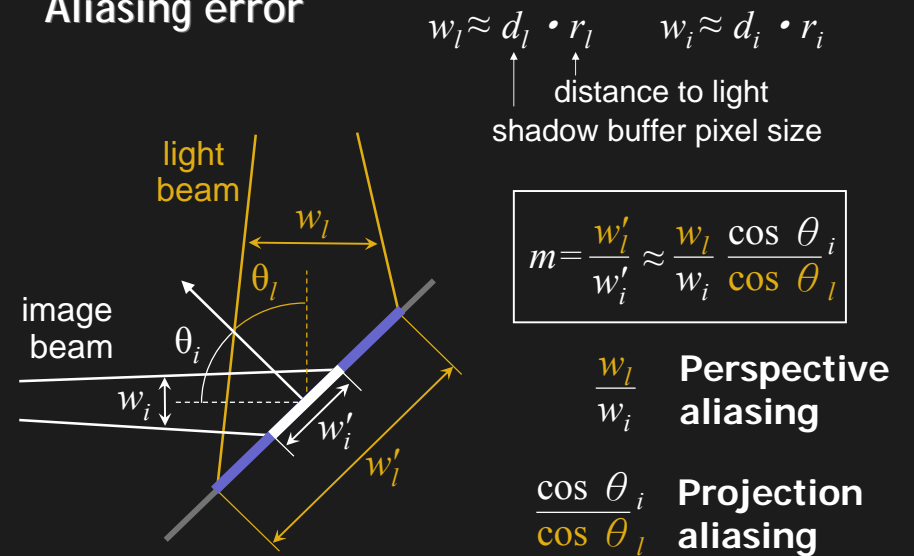 Aliasing error
w_l ≈ d_l • r_l    w_i ≈ d_i • r_i
distance to light
shadow buffer pixel size
light
beam
w_l
θ_l
image
beam
θ_i
w_i
w′_i
w′_l
m = w′_l / w′_i ≈ w_l / w_i cos θ_i / cos θ_l
w_l / w_i Perspective
aliasing
cos θ_i / cos θ_l Projection
aliasing